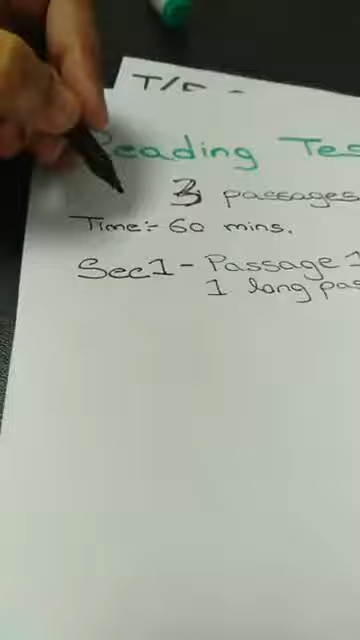 Reading Tes
3 passages
Time:- 60 mins.
Sec1 - Passage 1
1 long pas